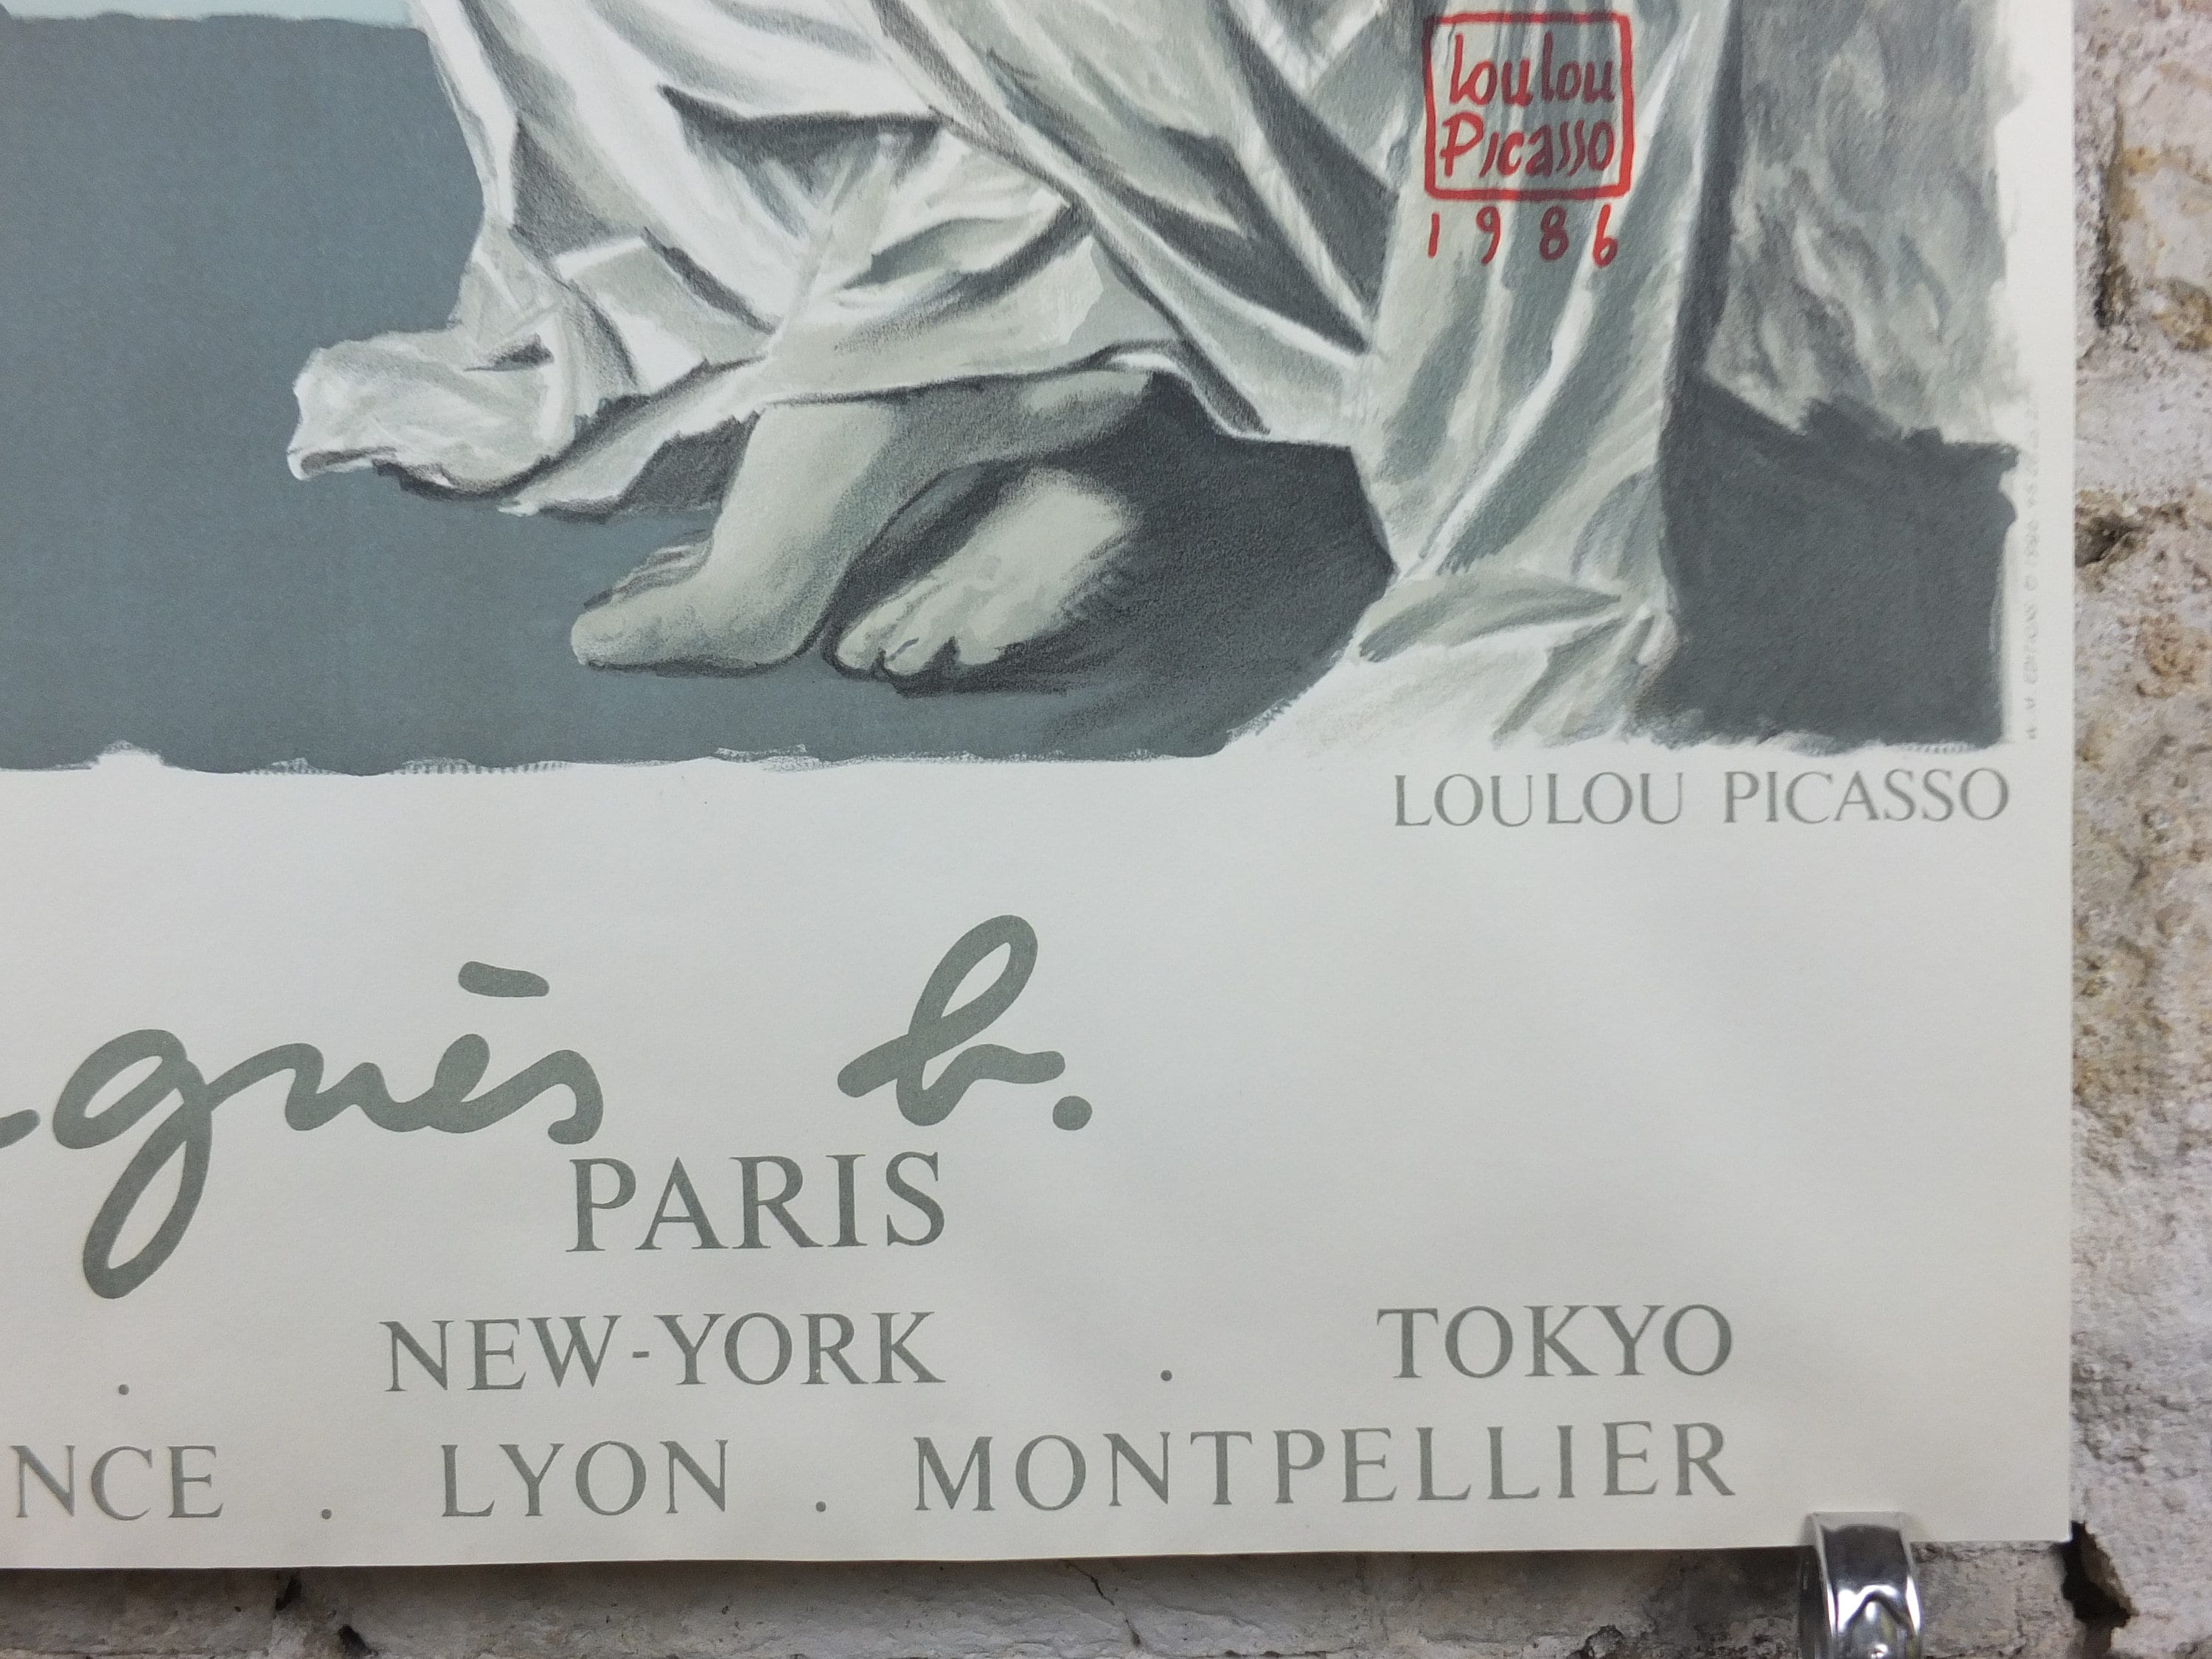 Loulou
Picasso
1986
LOULOU PICASSO
gnès b.
PARIS
. NEW-YORK . TOKYO
NCE . LYON . MONTPELLIER